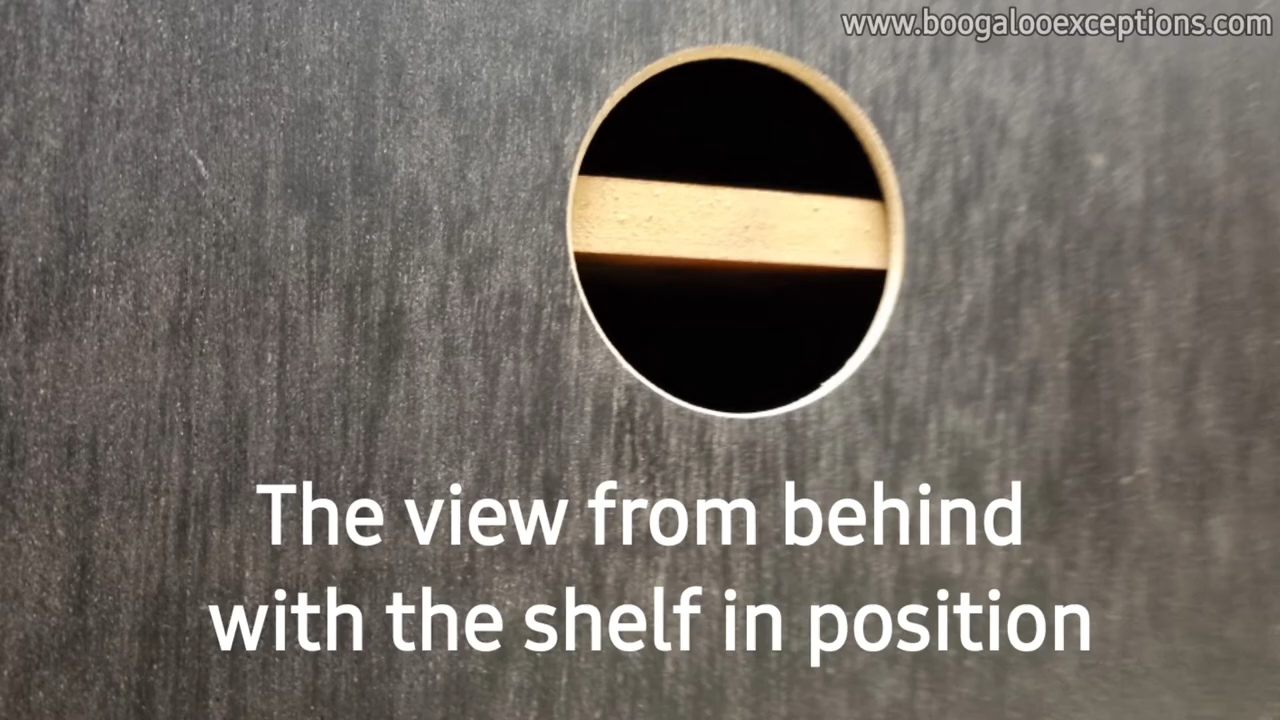 www.boogalooexceptions.com
The view from behind
with the shelf in position